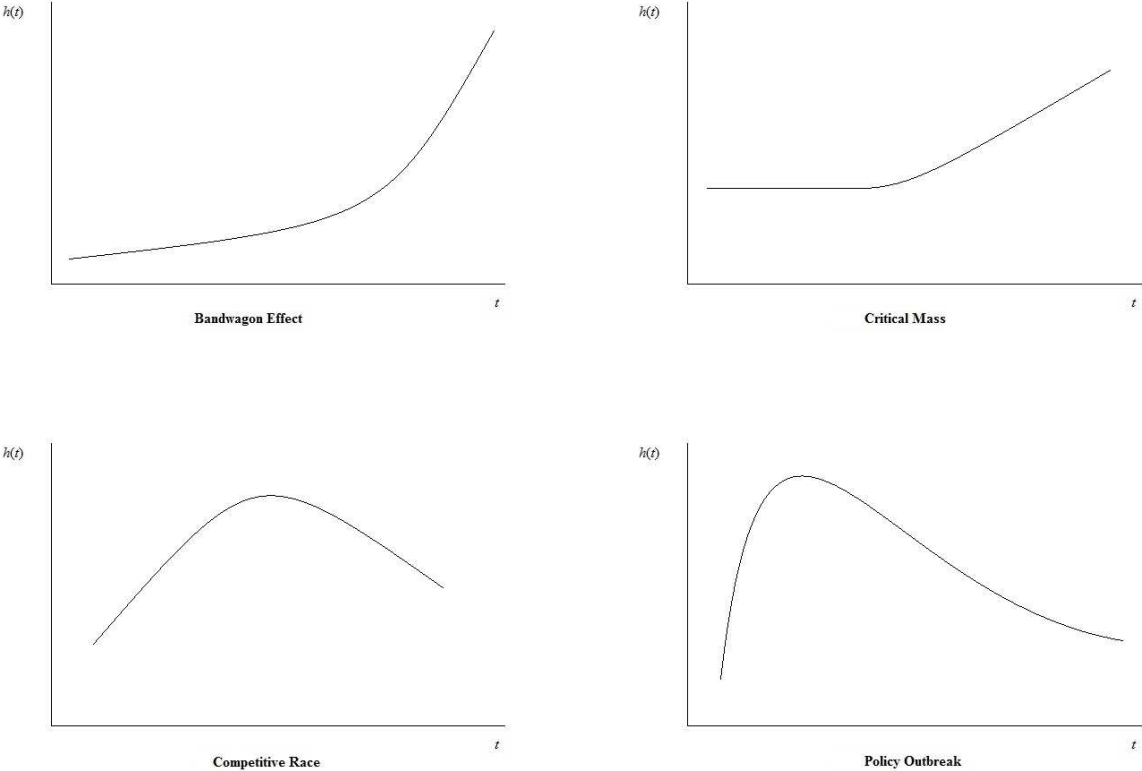 h(t)
t
Bandwagon Effect
h(t)
t
Critical Mass
h(t)
t
Competitive Race
h(t)
t
Policy Outbreak